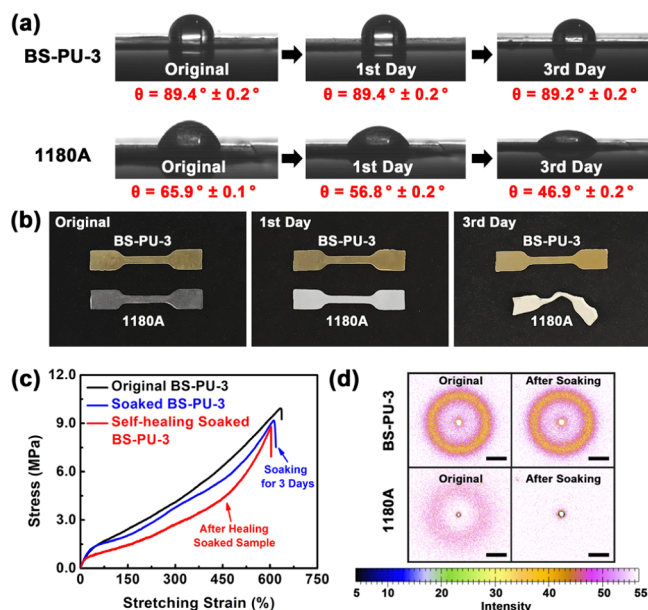 (a)
BS-PU-3
Original
1st Day
3rd Day
θ = 89.4° ± 0.2°
θ = 89.4° ± 0.2°
θ = 89.2° ± 0.2°
1180A
Original
1st Day
3rd Day
θ = 65.9° ± 0.1°
θ = 56.8° ± 0.2°
θ = 46.9° ± 0.2°
(b)
Original
BS-PU-3
1180A
1st Day
BS-PU-3
1180A
3rd Day
BS-PU-3
1180A
(c)
Stress (MPa)
12.0
9.0
6.0
3.0
0.0
Original BS-PU-3
Soaked BS-PU-3
Self-healing Soaked
BS-PU-3
Soaking
for 3 Days
After Healing
Soaked Sample
0
150
300
450
600
750
Stretching Strain (%)
(d)
BS-PU-3
Original
After Soaking
1180A
Original
After Soaking
5
10
20
30
40
50
55
Intensity